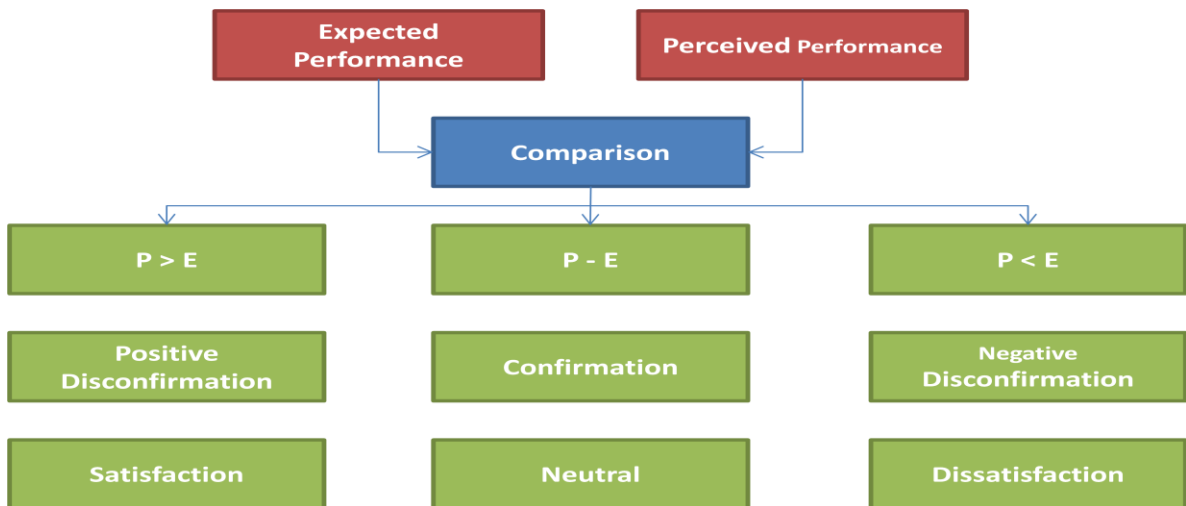 Expected
Performance
Perceived Performance
Comparison
P > E
P - E
P < E
Positive
Disconfirmation
Confirmation
Negative
Disconfirmation
Satisfaction
Neutral
Dissatisfaction